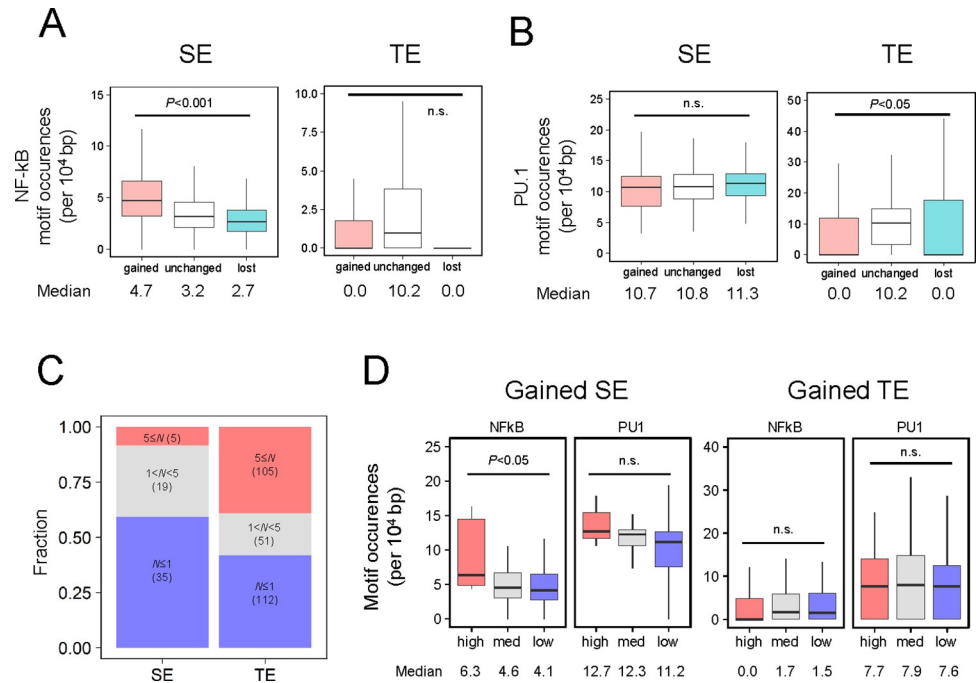 A
SE
TE
NF-kB
motif occurences
(per 10⁴ bp)
15
10
5
0
P<0.001
gained unchanged lost
10.0
7.5
5.0
2.5
0.0
n.s.
gained unchanged lost
Median 4.7 3.2 2.7 0.0 10.2 0.0
B
SE
TE
PU.1
motif occurences
(per 10⁴ bp)
25
20
15
10
5
0
n.s.
gained unchanged lost
50
40
30
20
10
0
P<0.05
gained unchanged lost
Median 10.7 10.8 11.3 0.0 10.2 0.0
C
Fraction
1.00
0.75
0.50
0.25
0.00
5≤N (5)
1<N<5
(19)
N≤1
(35)
5≤N
(105)
1<N<5
(51)
N≤1
(112)
SE TE
D
Gained SE
Gained TE
Motif occurences
(per 10⁴ bp)
NFkB PU1
25
20
15
10
5
0
P<0.05
n.s.
high med low high med low
NFkB PU1
40
30
20
10
0
n.s.
n.s.
high med low high med low
Median 6.3 4.6 4.1 12.7 12.3 11.2 0.0 1.7 1.5 7.7 7.9 7.6